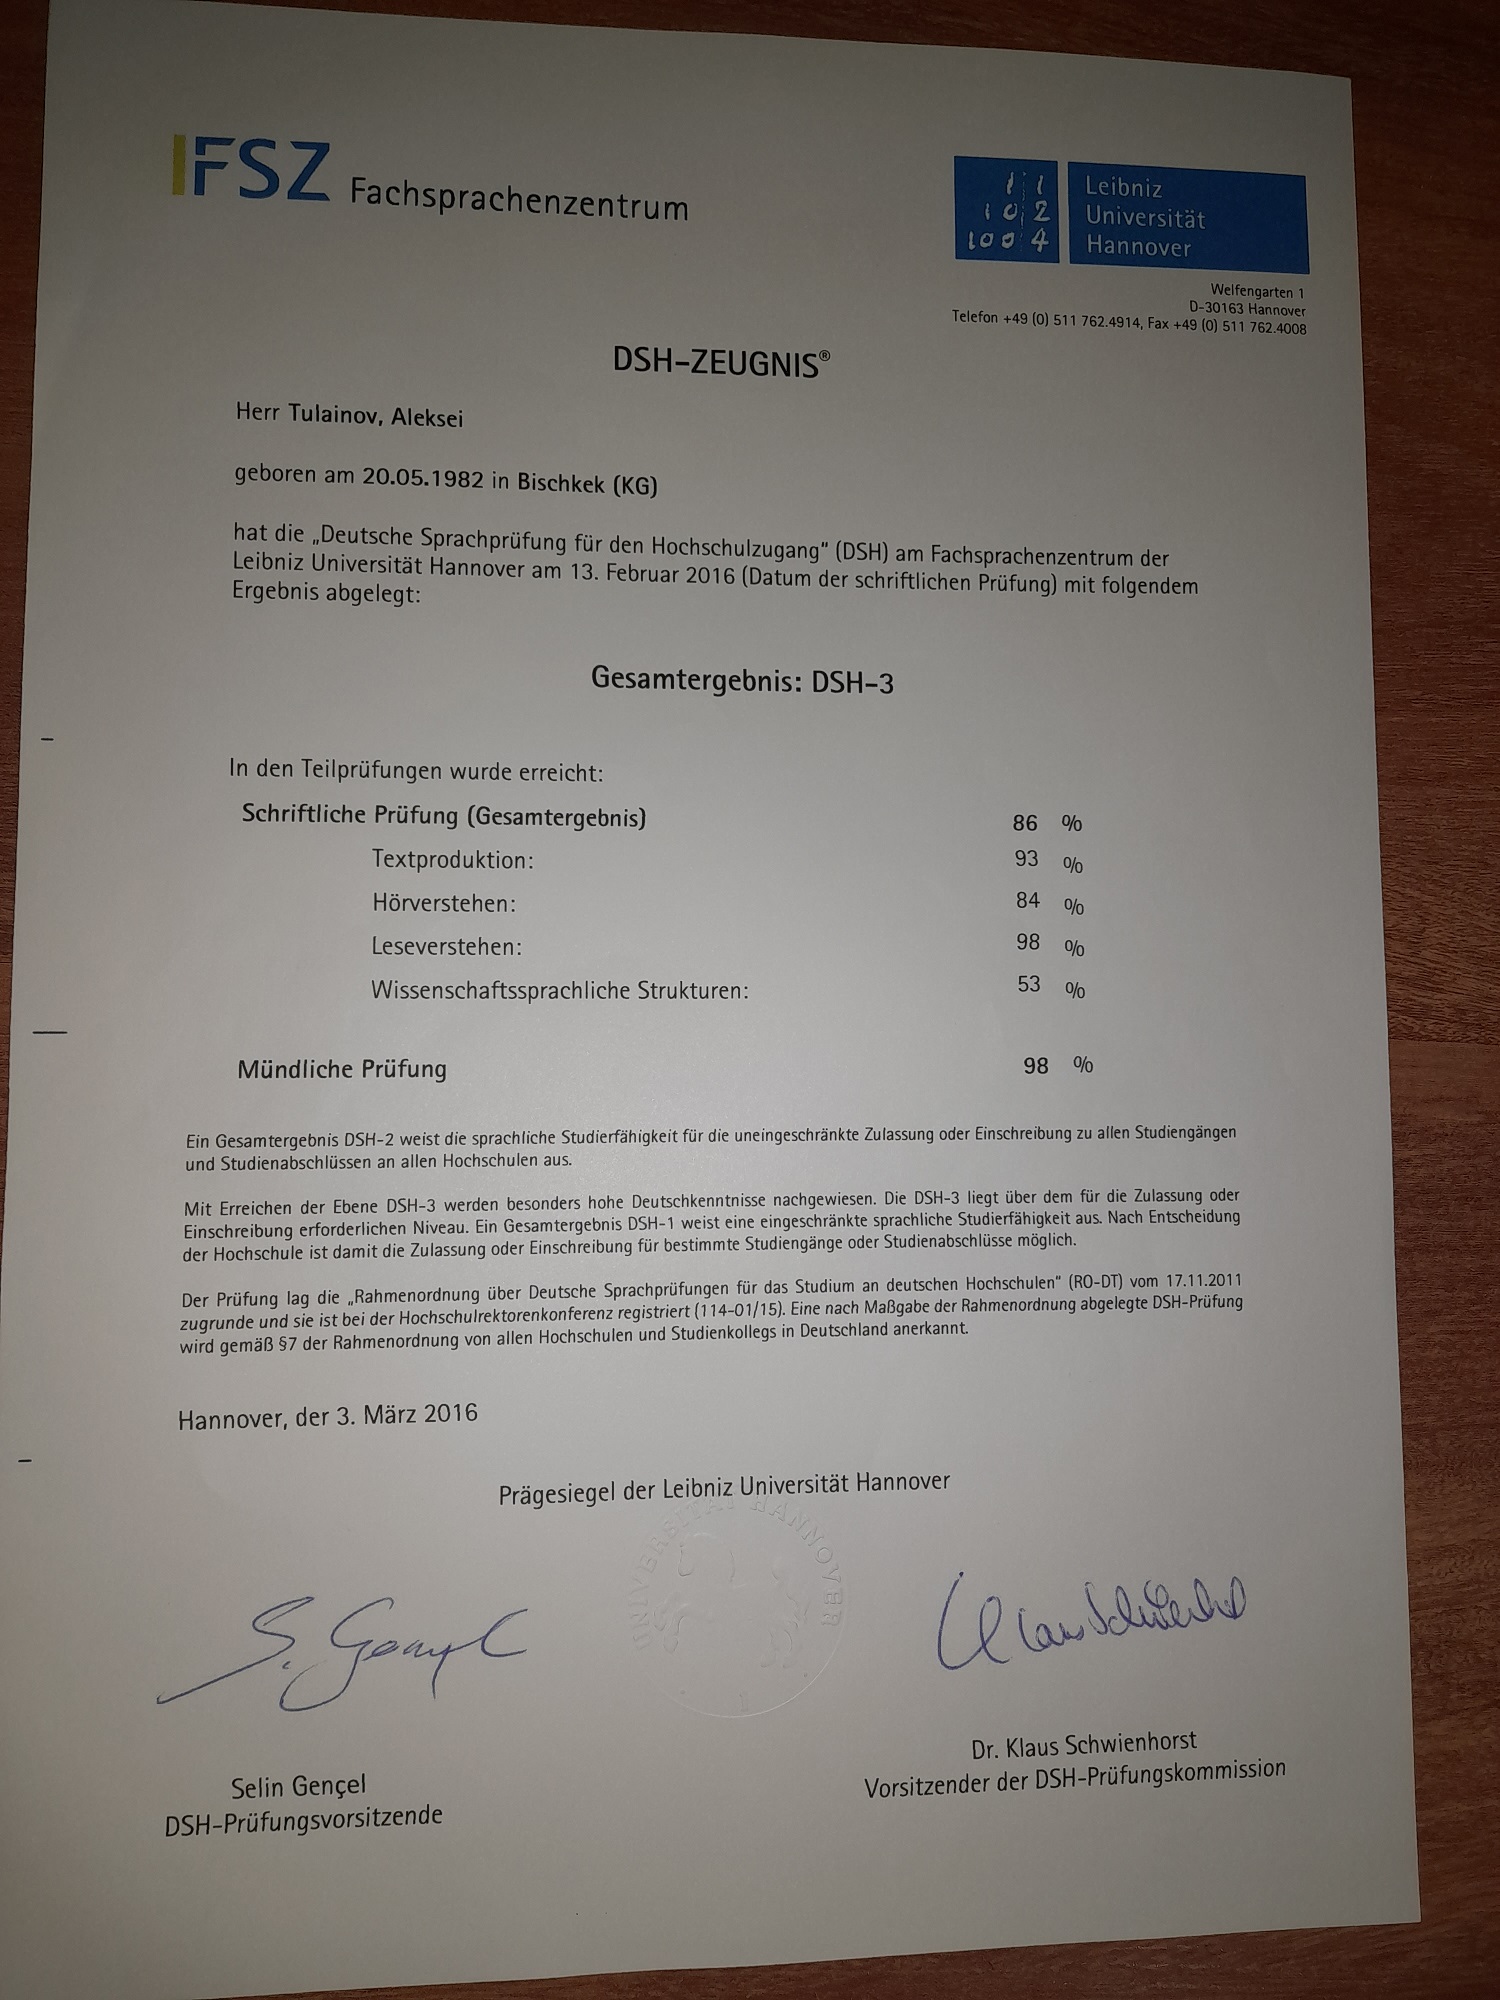 FSZ Fachsprachenzentrum
1 1
1 0 2
1 0 0 4
Leibniz
Universität
Hannover
Welfengarten 1
D-30163 Hannover
Telefon +49 (0) 511 762.4914, Fax +49 (0) 511 762.4008
DSH-ZEUGNIS®
Herr Tulainov, Aleksei
geboren am 20.05.1982 in Bischkek (KG)
hat die „Deutsche Sprachprüfung für den Hochschulzugang" (DSH) am Fachsprachenzentrum der
Leibniz Universität Hannover am 13. Februar 2016 (Datum der schriftlichen Prüfung) mit folgendem
Ergebnis abgelegt:
Gesamtergebnis: DSH-3
In den Teilprüfungen wurde erreicht:
Schriftliche Prüfung (Gesamtergebnis) 86 %
Textproduktion: 93 %
Hörverstehen: 84 %
Leseverstehen: 98 %
Wissenschaftssprachliche Strukturen: 53 %
Mündliche Prüfung 98 %
Ein Gesamtergebnis DSH-2 weist die sprachliche Studierfähigkeit für die uneingeschränkte Zulassung oder Einschreibung zu allen Studiengängen
und Studienabschlüssen an allen Hochschulen aus.
Mit Erreichen der Ebene DSH-3 werden besonders hohe Deutschkenntnisse nachgewiesen. Die DSH-3 liegt über dem für die Zulassung oder
Einschreibung erforderlichen Niveau. Ein Gesamtergebnis DSH-1 weist eine eingeschränkte sprachliche Studierfähigkeit aus. Nach Entscheidung
der Hochschule ist damit die Zulassung oder Einschreibung für bestimmte Studiengänge oder Studienabschlüsse möglich.
Der Prüfung lag die „Rahmenordnung über Deutsche Sprachprüfungen für das Studium an deutschen Hochschulen" (RO-DT) vom 17.11.2011
zugrunde und sie ist bei der Hochschulrektorenkonferenz registriert (114-01/15). Eine nach Maßgabe der Rahmenordnung abgelegte DSH-Prüfung
wird gemäß §7 der Rahmenordnung von allen Hochschulen und Studienkollegs in Deutschland anerkannt.
Hannover, der 3. März 2016
Prägesiegel der Leibniz Universität Hannover
UNIVERSITÄT HANNOVER
S. Gençel
Klaus Schwienhorst
Selin Gençel
DSH-Prüfungsvorsitzende
Dr. Klaus Schwienhorst
Vorsitzender der DSH-Prüfungskommission